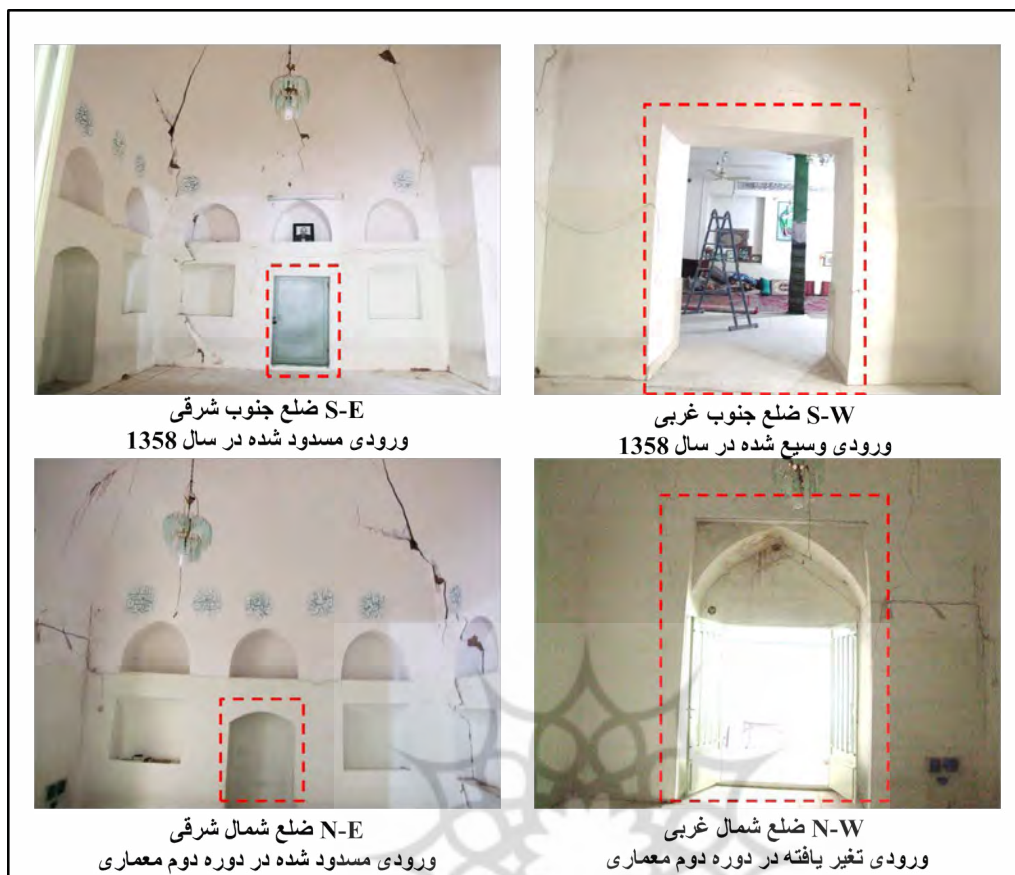 S-E ضلع جنوب شرقی
ورودی مسدود شده در سال 1358
S-W ضلع جنوب غربی
ورودی وسیع شده در سال 1358
N-E ضلع شمال شرقی
ورودی مسدود شده در دوره دوم معماری
N-W ضلع شمال غربی
ورودی تغیر یافته در دوره دوم معماری